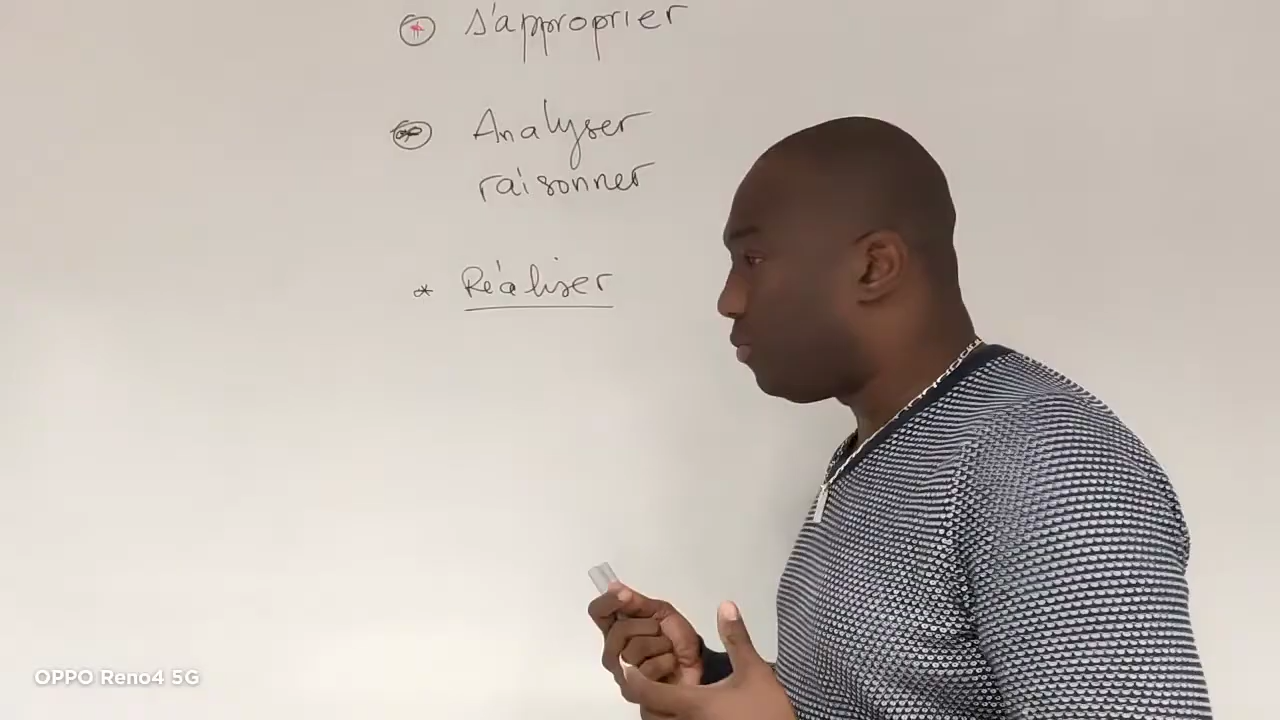 s'approprier
Analyser
raisonner
* Réaliser
OPPO Reno4 5G